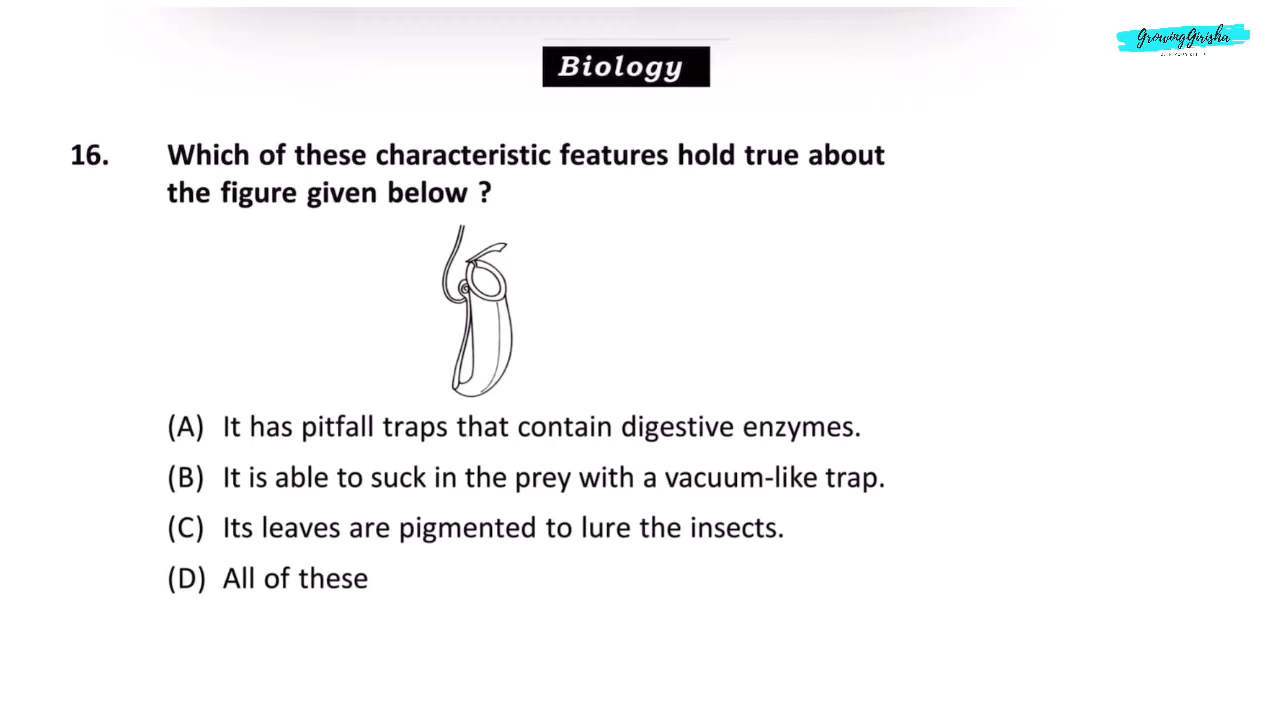 GrowingGirisha
Biology
16. Which of these characteristic features hold true about
the figure given below ?
(A) It has pitfall traps that contain digestive enzymes.
(B) It is able to suck in the prey with a vacuum-like trap.
(C) Its leaves are pigmented to lure the insects.
(D) All of these